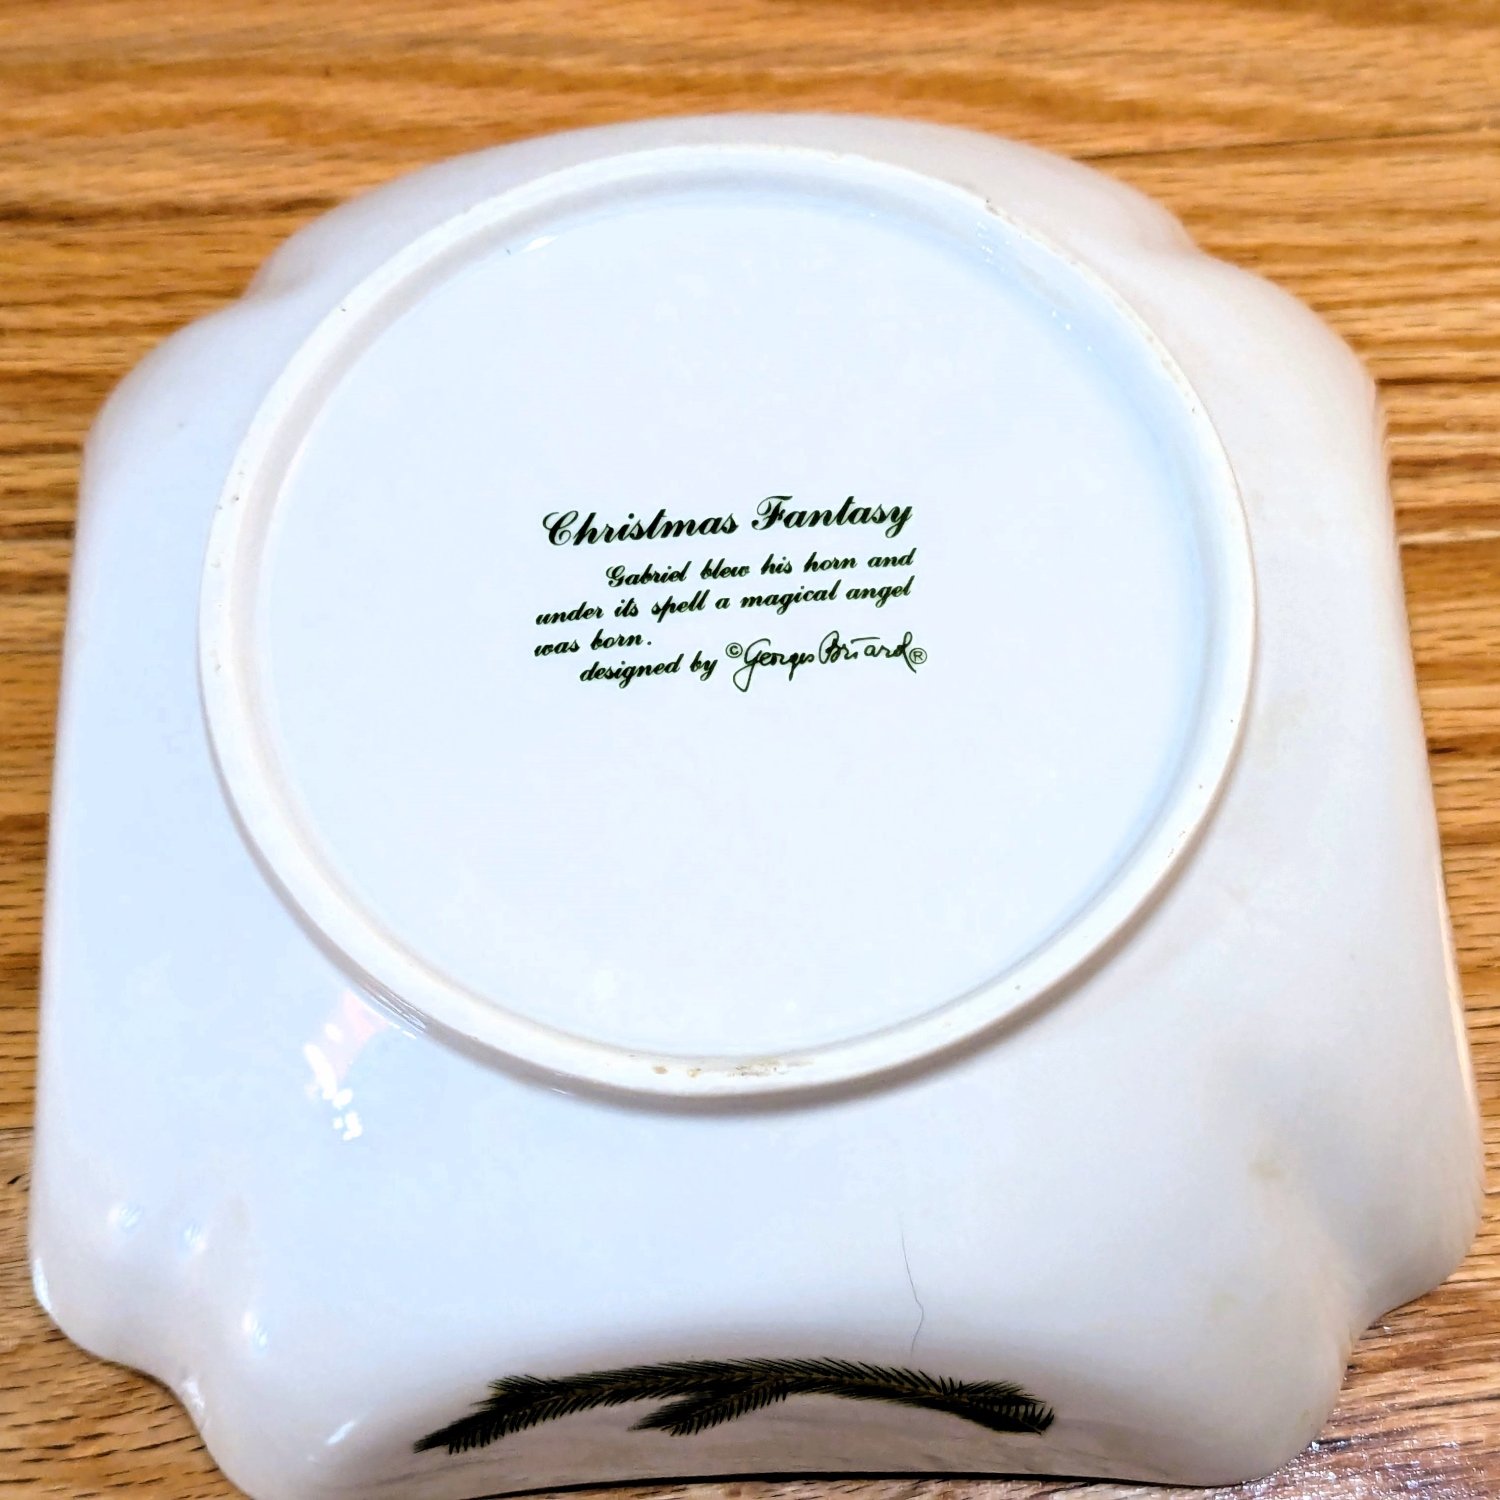 Christmas Fantasy
Gabriel blew his horn and
under its spell a magical angel
was born.
designed by ©Georges Briard®